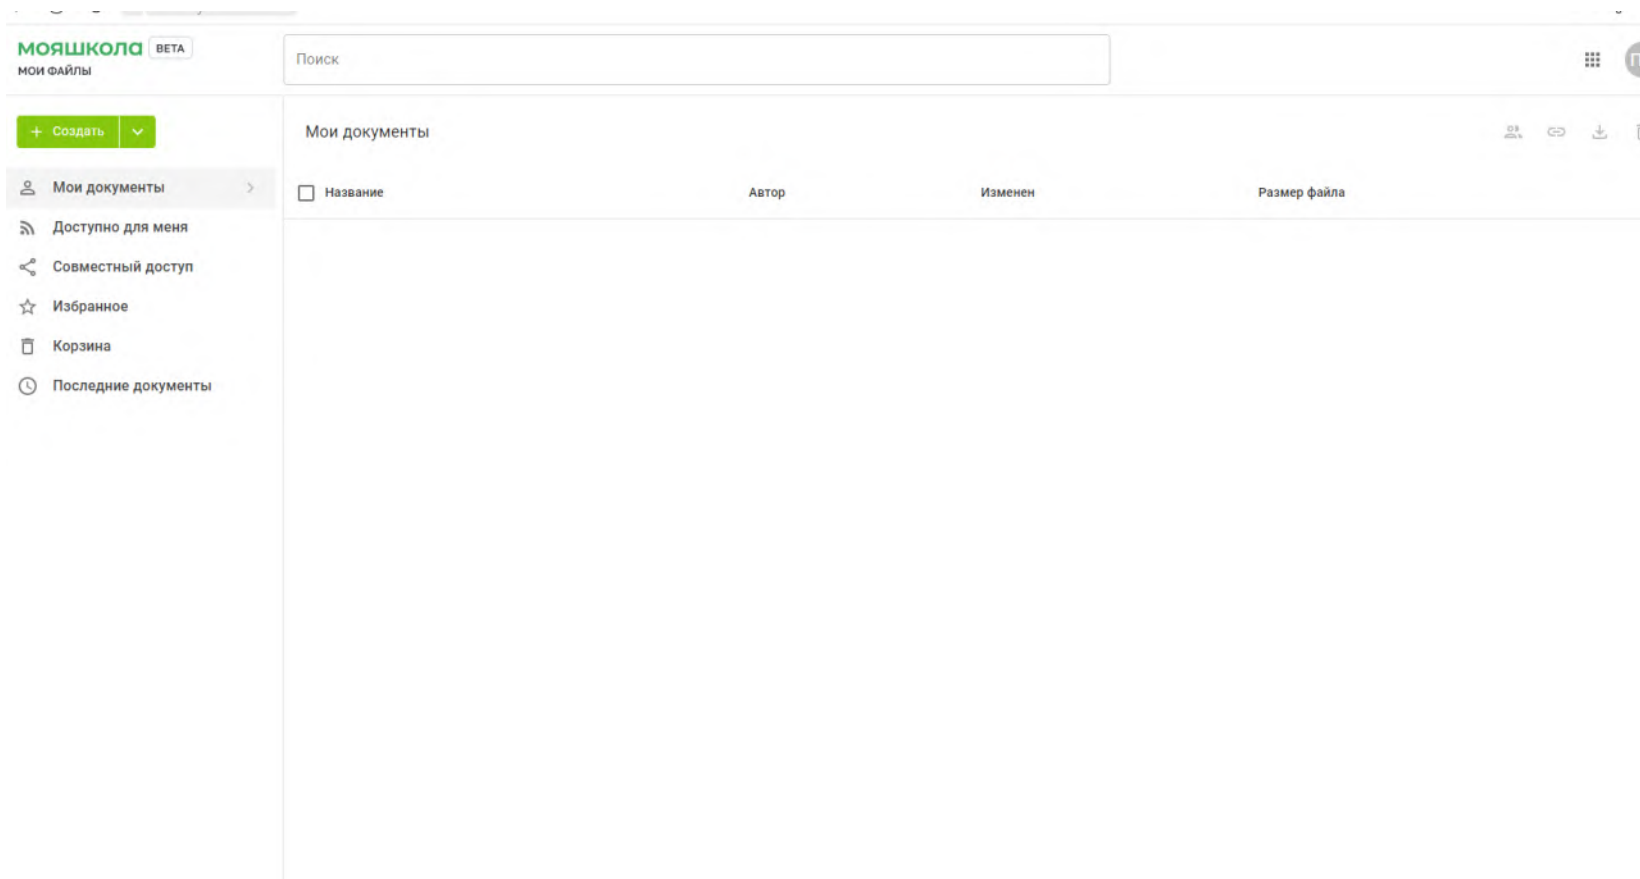 МОЯШКОЛА BETA
МОИ ФАЙЛЫ
Поиск
+ Создать
Мои документы
Доступно для меня
Совместный доступ
Избранное
Корзина
Последние документы
Мои документы
Название Автор Изменен Размер файла